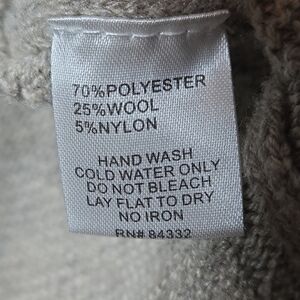 70%POLYESTER
25%WOOL
5%NYLON
HAND WASH
COLD WATER ONLY
DO NOT BLEACH
LAY FLAT TO DRY
NO IRON
RN# 84332